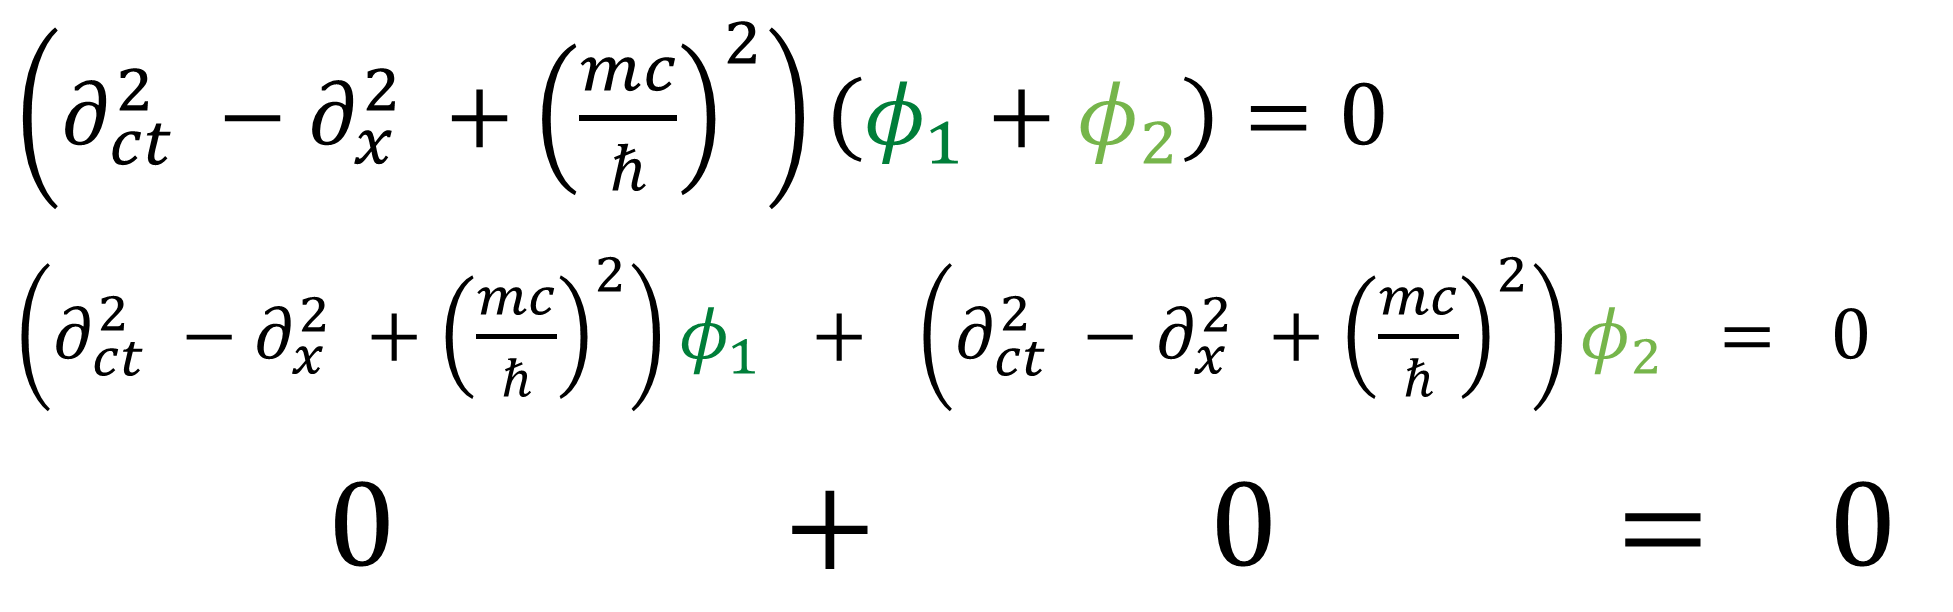 (∂²_ct − ∂²_x + (mc/ħ)²) (ϕ₁ + ϕ₂) = 0
(∂²_ct − ∂²_x + (mc/ħ)²) ϕ₁ + (∂²_ct − ∂²_x + (mc/ħ)²) ϕ₂ = 0
0 + 0 = 0